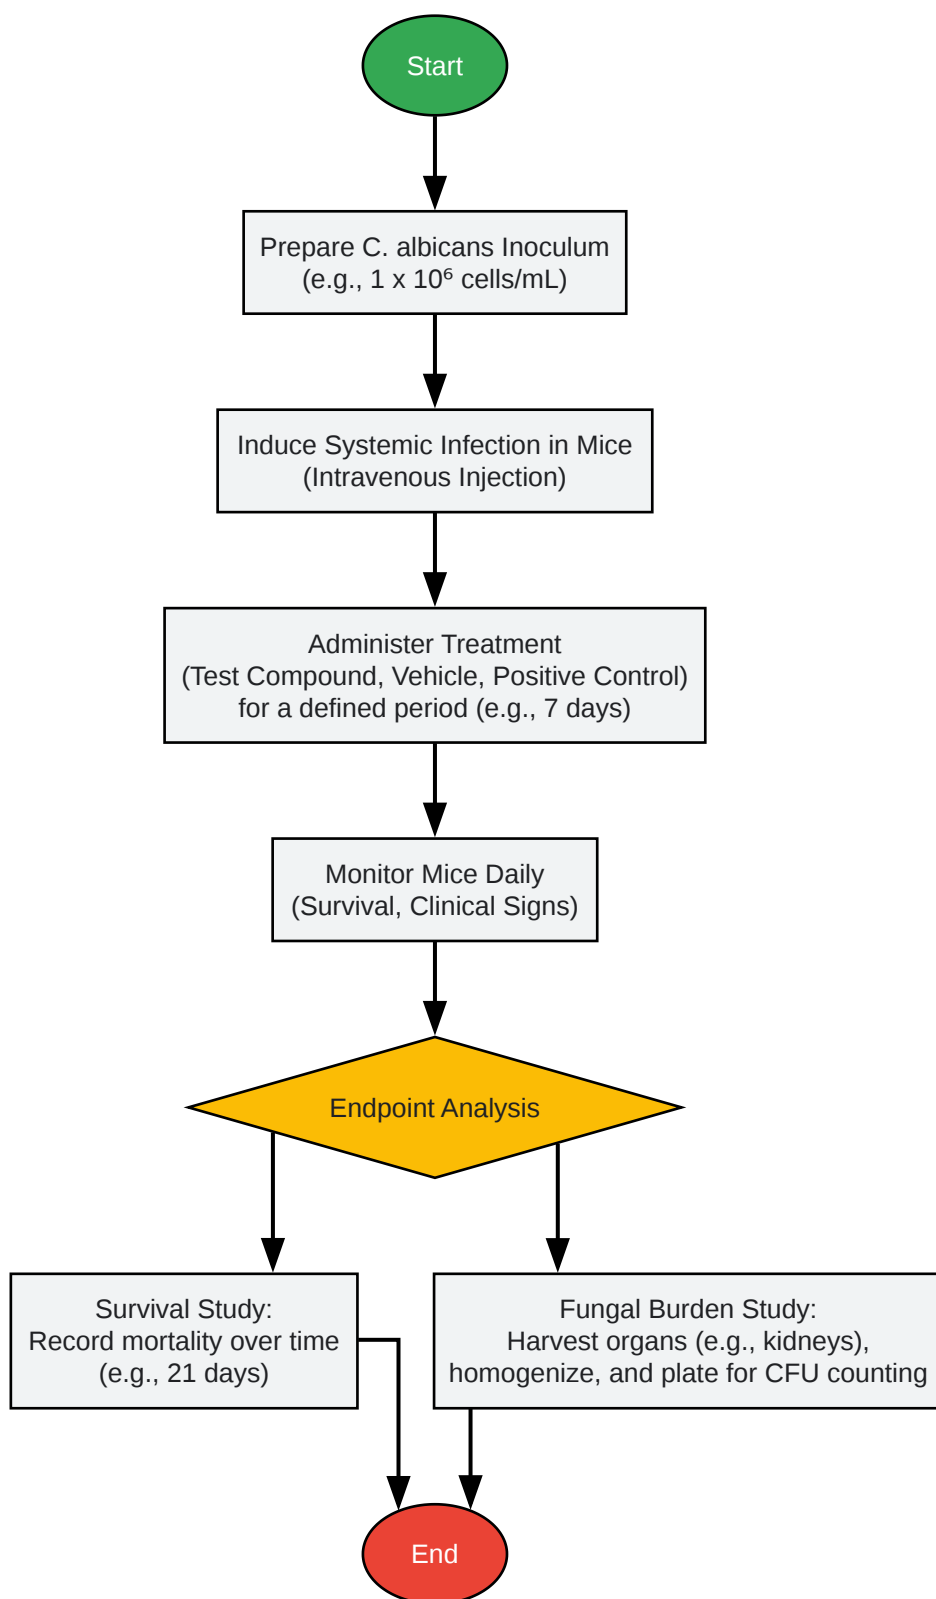 Start
Prepare C. albicans Inoculum
(e.g., 1 x 10⁶ cells/mL)
Induce Systemic Infection in Mice
(Intravenous Injection)
Administer Treatment
(Test Compound, Vehicle, Positive Control)
for a defined period (e.g., 7 days)
Monitor Mice Daily
(Survival, Clinical Signs)
Endpoint Analysis
Survival Study:
Record mortality over time
(e.g., 21 days)
Fungal Burden Study:
Harvest organs (e.g., kidneys),
homogenize, and plate for CFU counting
End